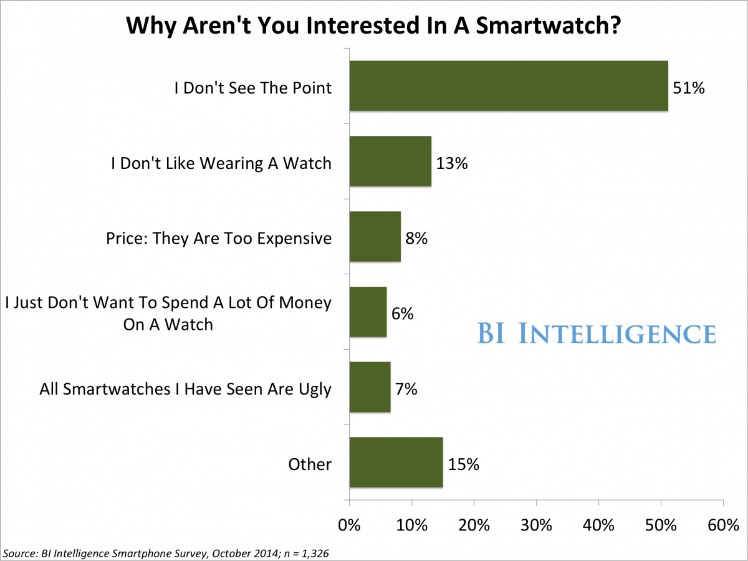 Why Aren't You Interested In A Smartwatch?
I Don't See The Point
51%
I Don't Like Wearing A Watch
13%
Price: They Are Too Expensive
8%
I Just Don't Want To Spend A Lot Of Money
On A Watch
6%
BI INTELLIGENCE
All Smartwatches I Have Seen Are Ugly
7%
Other
15%
0% 10% 20% 30% 40% 50% 60%
Source: BI Intelligence Smartphone Survey, October 2014; n = 1,326